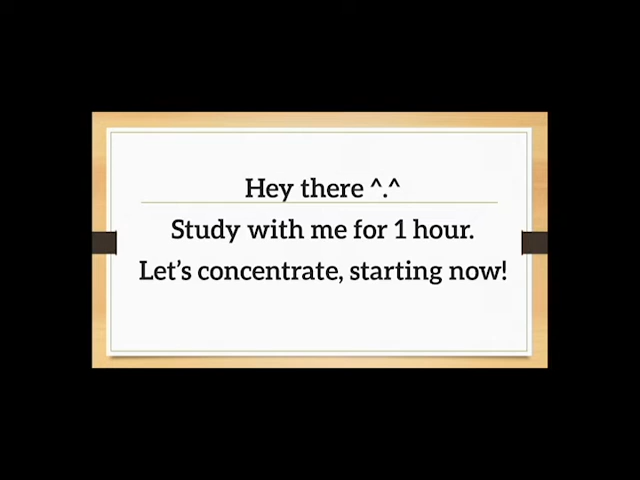 Hey there ^.^
Study with me for 1 hour.
Let's concentrate, starting now!